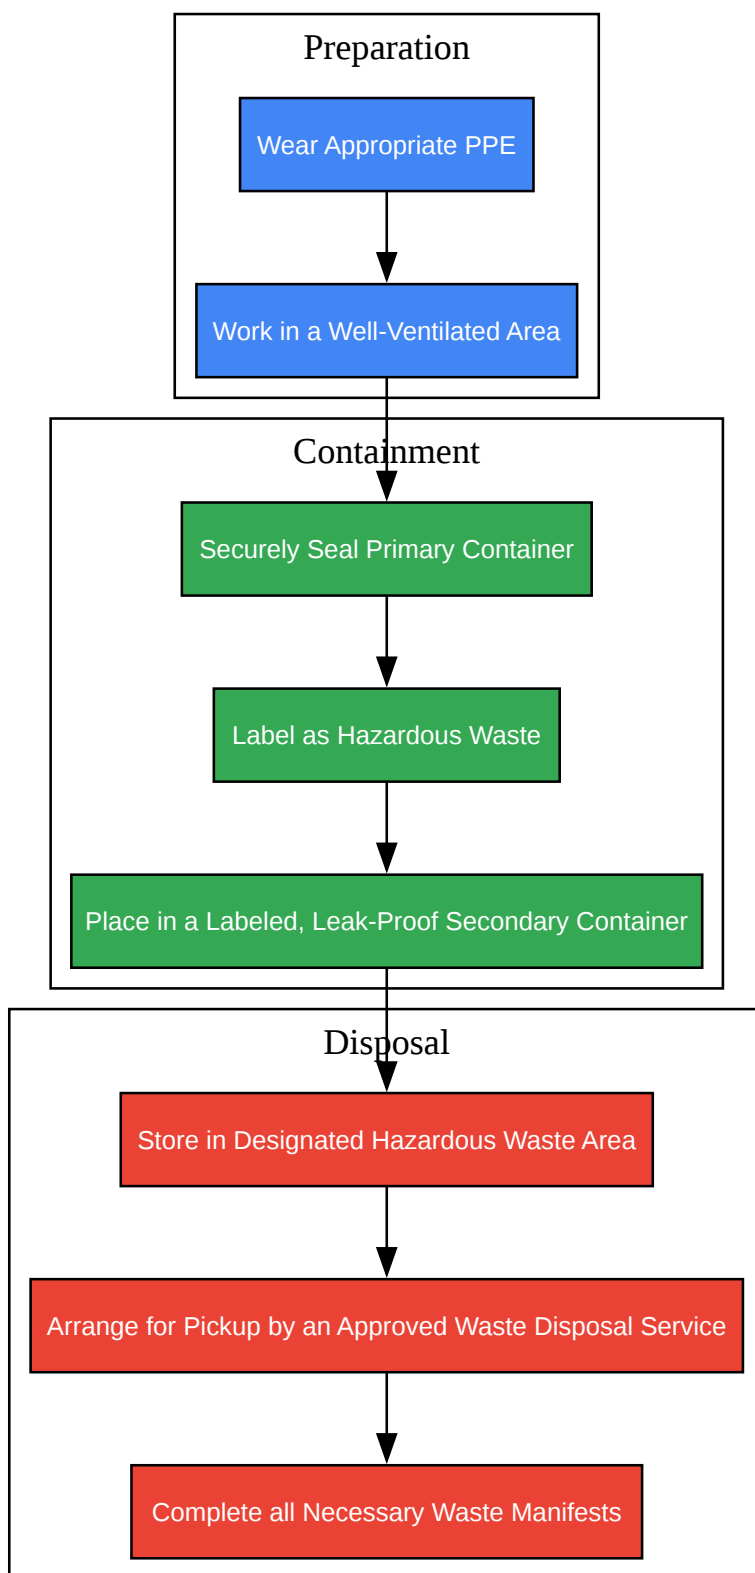 Preparation
Wear Appropriate PPE
Work in a Well-Ventilated Area
Containment
Securely Seal Primary Container
Label as Hazardous Waste
Place in a Labeled, Leak-Proof Secondary Container
Disposal
Store in Designated Hazardous Waste Area
Arrange for Pickup by an Approved Waste Disposal Service
Complete all Necessary Waste Manifests